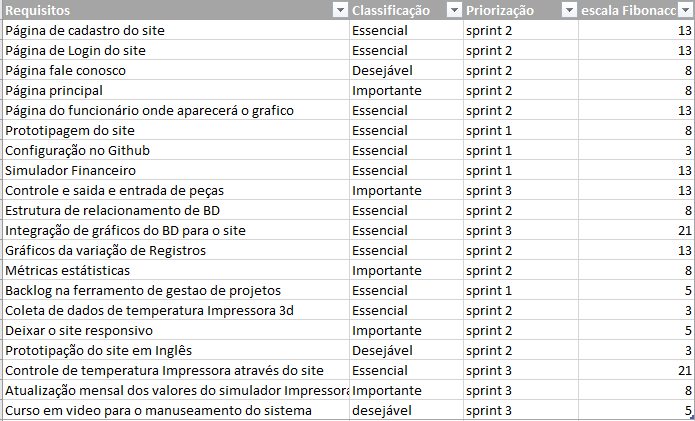 Requisitos Classificação Priorização escala Fibonacc
Página de cadastro do site Essencial sprint 2 13
Página de Login do site Essencial sprint 2 13
Página fale conosco Desejável sprint 2 8
Página principal Importante sprint 2 8
Página do funcionário onde aparecerá o grafico Essencial sprint 2 13
Prototipagem do site Essencial sprint 1 8
Configuração no Github Essencial sprint 1 3
Simulador Financeiro Essencial sprint 1 13
Controle e saida e entrada de peças Importante sprint 3 13
Estrutura de relacionamento de BD Essencial sprint 2 8
Integração de gráficos do BD para o site Essencial sprint 3 21
Gráficos da variação de Registros Essencial sprint 2 13
Métricas estátisticas Importante sprint 2 8
Backlog na ferramento de gestao de projetos Essencial sprint 1 5
Coleta de dados de temperatura Impressora 3d Essencial sprint 2 3
Deixar o site responsivo Importante sprint 2 5
Prototipação do site em Inglês Desejável sprint 2 3
Controle de temperatura Impressora através do site Essencial sprint 3 21
Atualização mensal dos valores do simulador Impressora Importante sprint 3 8
Curso em video para o manuseamento do sistema desejável sprint 3 5